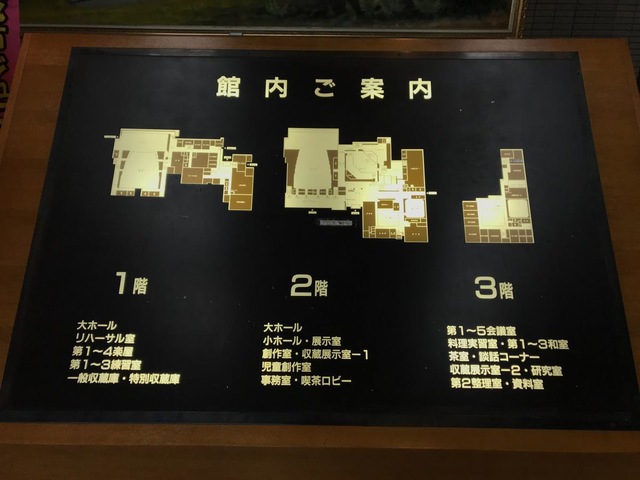 館内ご案内
1階
大ホール
リハーサル室
第1〜4楽屋
第1〜3練習室
一般収蔵庫・特別収蔵庫
2階
大ホール
小ホール・展示室
創作室・収蔵展示室－1
児童創作室
事務室・喫茶ロビー
3階
第1〜5会議室
料理実習室・第1〜3和室
茶室・談話コーナー
収蔵展示室－2・研究室
第2整理室・資料室